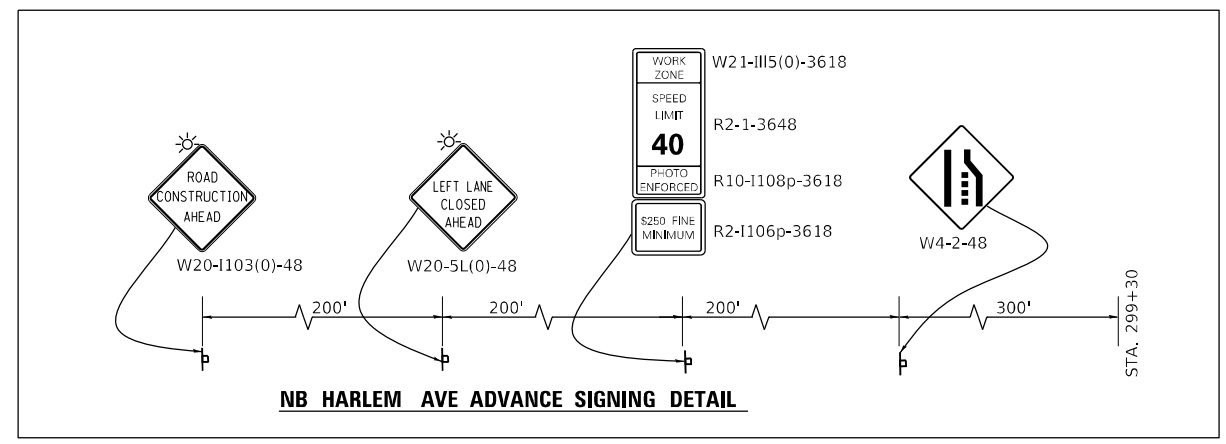 WORK
ZONE
W21-Ill5(0)-3618
SPEED
LIMIT
40
R2-1-3648
PHOTO
ENFORCED
R10-I108p-3618
$250 FINE
MINIMUM
R2-I106p-3618
ROAD
CONSTRUCTION
AHEAD
W20-I103(0)-48
LEFT LANE
CLOSED
AHEAD
W20-5L(0)-48
W4-2-48
200'
200'
200'
300'
STA. 299+30
NB HARLEM AVE ADVANCE SIGNING DETAIL